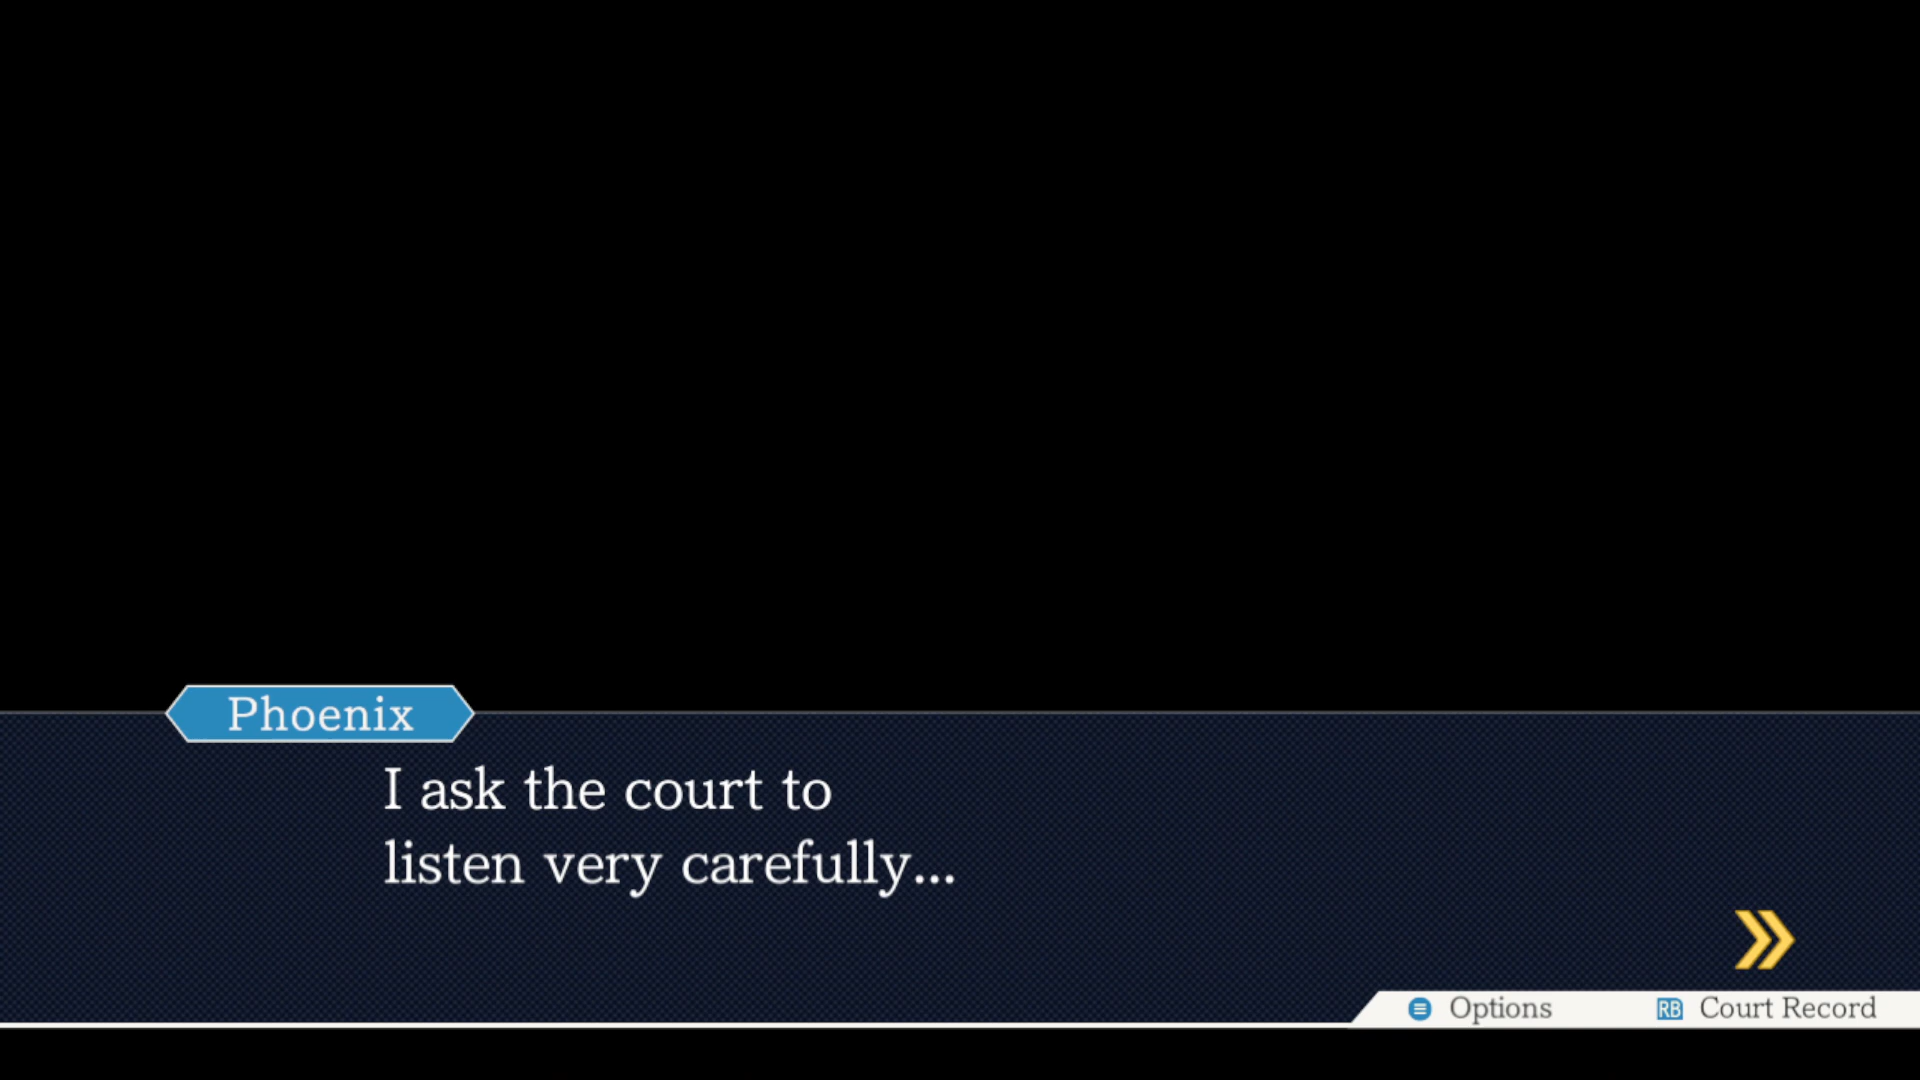 Phoenix
I ask the court to
listen very carefully...
Options
RB Court Record